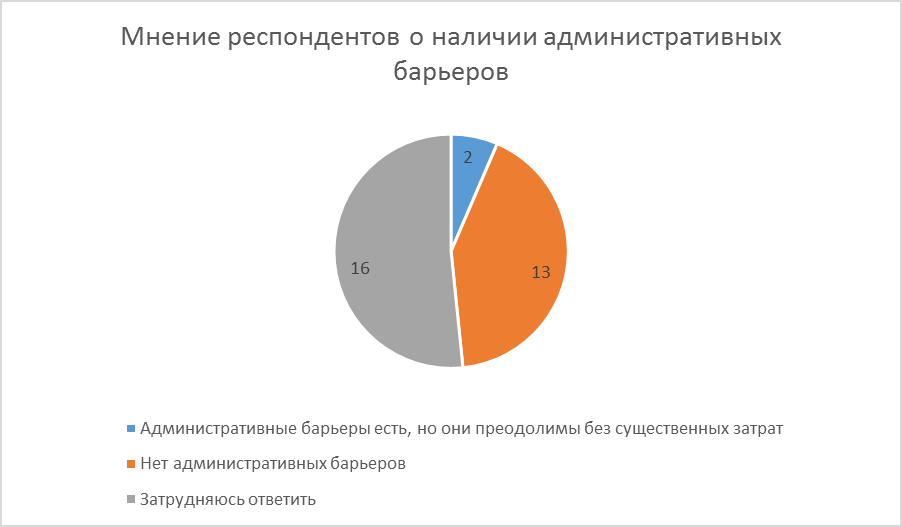 Мнение респондентов о наличии административных
барьеров
2
16
13
Административные барьеры есть, но они преодолимы без существенных затрат
Нет административных барьеров
Затрудняюсь ответить